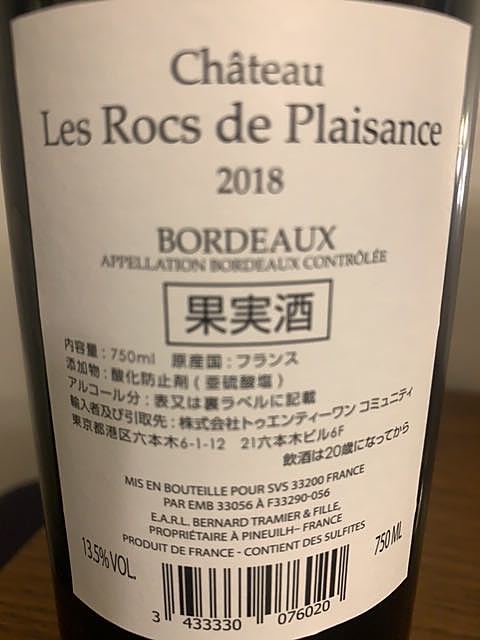 Château
Les Rocs de Plaisance
2018
BORDEAUX
APPELLATION BORDEAUX CONTRÔLÉE
果実酒
内容量：750ml 原産国：フランス
添加物：酸化防止剤（亜硫酸塩）
アルコール分：表又は裏ラベルに記載
輸入者及び引取先：株式会社トゥエンティーワン コミュニティ
東京都港区六本木6-1-12 21六本木ビル6F
飲酒は20歳になってから
MIS EN BOUTEILLE POUR SVS 33200 FRANCE
PAR EMB 33056 À F33290-056
E.A.R.L. BERNARD TRAMIER & FILLE,
PROPRIÉTAIRE À PINEUILH- FRANCE
PRODUIT DE FRANCE - CONTIENT DES SULFITES
13.5% VOL.
750 ML
3 433330 076020